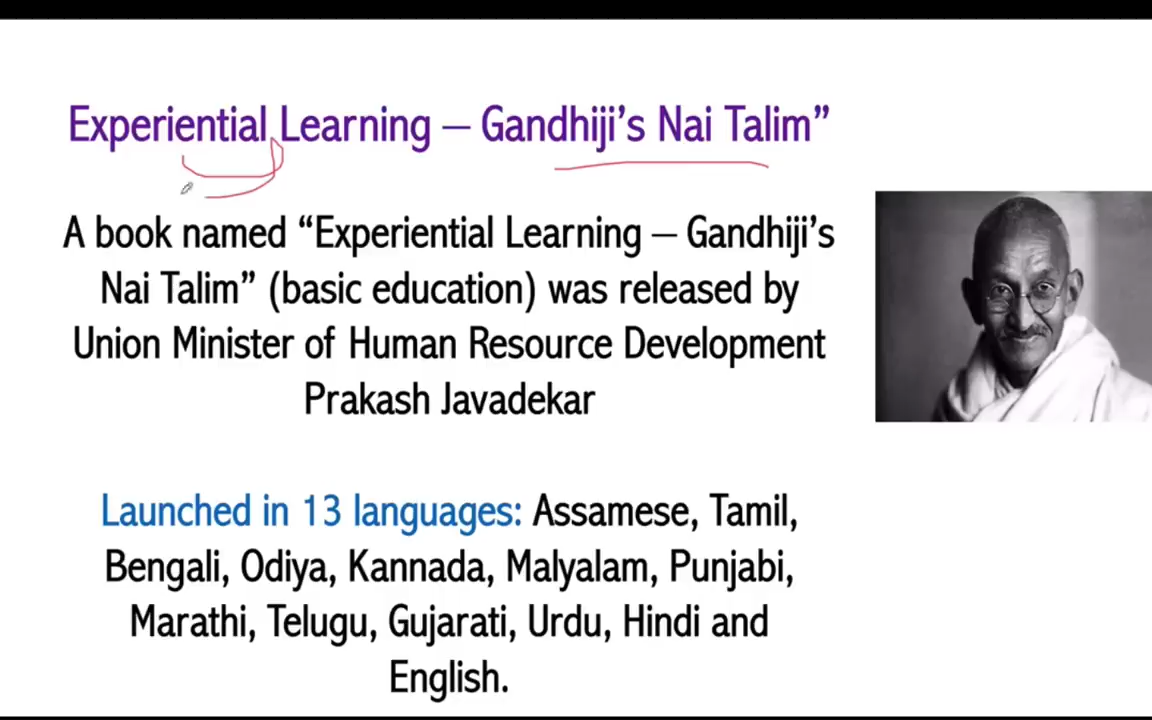 Experiential Learning – Gandhiji's Nai Talim”
A book named “Experiential Learning – Gandhiji's
Nai Talim” (basic education) was released by
Union Minister of Human Resource Development
Prakash Javadekar
Launched in 13 languages: Assamese, Tamil,
Bengali, Odiya, Kannada, Malyalam, Punjabi,
Marathi, Telugu, Gujarati, Urdu, Hindi and
English.